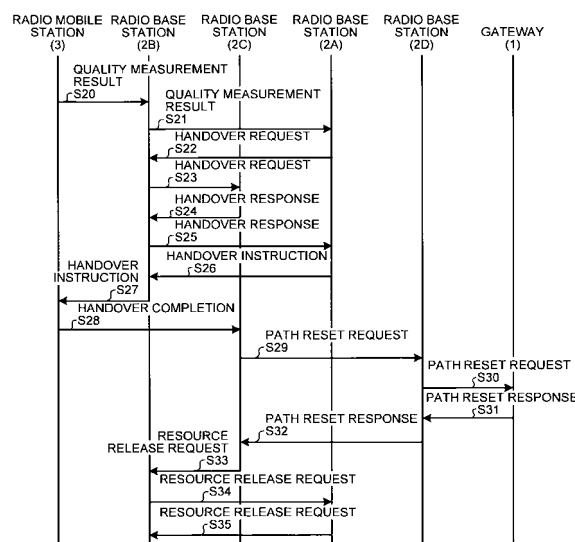 RADIO MOBILE
STATION
(3)
RADIO BASE
STATION
(2B)
RADIO BASE
STATION
(2C)
RADIO BASE
STATION
(2A)
RADIO BASE
STATION
(2D)
GATEWAY
(1)
QUALITY MEASUREMENT
RESULT
S20
QUALITY MEASUREMENT
RESULT
S21
HANDOVER REQUEST
S22
HANDOVER REQUEST
S23
HANDOVER RESPONSE
S24
HANDOVER RESPONSE
S25
HANDOVER INSTRUCTION
S26
HANDOVER
INSTRUCTION
S27
HANDOVER COMPLETION
S28
PATH RESET REQUEST
S29
PATH RESET REQUEST
S30
PATH RESET RESPONSE
S31
PATH RESET RESPONSE
S32
RESOURCE
RELEASE REQUEST
S33
RESOURCE RELEASE REQUEST
S34
RESOURCE RELEASE REQUEST
S35